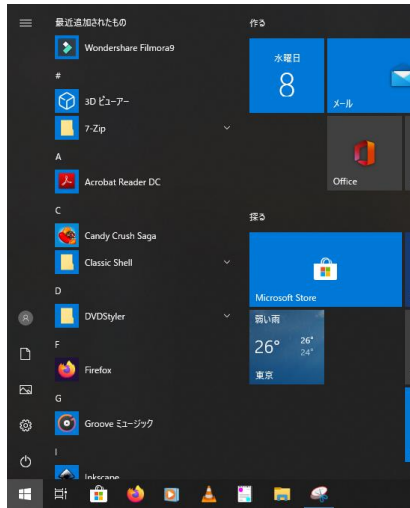 最近追加されたもの
Wondershare Filmora9
#
3D ビューアー
7-Zip
A
Acrobat Reader DC
C
Candy Crush Saga
Classic Shell
D
DVDStyler
F
Firefox
G
Groove ミュージック
I
Inkscape
作る
水曜日
8
メール
Office
探る
Microsoft Store
弱い雨
26°
26°
24°
東京